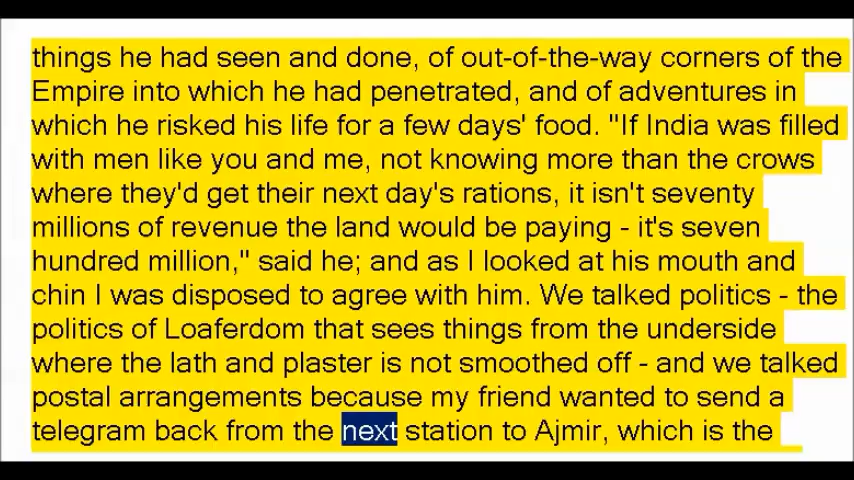 things he had seen and done, of out-of-the-way corners of the
Empire into which he had penetrated, and of adventures in
which he risked his life for a few days' food. "If India was filled
with men like you and me, not knowing more than the crows
where they'd get their next day's rations, it isn't seventy
millions of revenue the land would be paying - it's seven
hundred million," said he; and as I looked at his mouth and
chin I was disposed to agree with him. We talked politics - the
politics of Loaferdom that sees things from the underside
where the lath and plaster is not smoothed off - and we talked
postal arrangements because my friend wanted to send a
telegram back from the next station to Ajmir, which is the